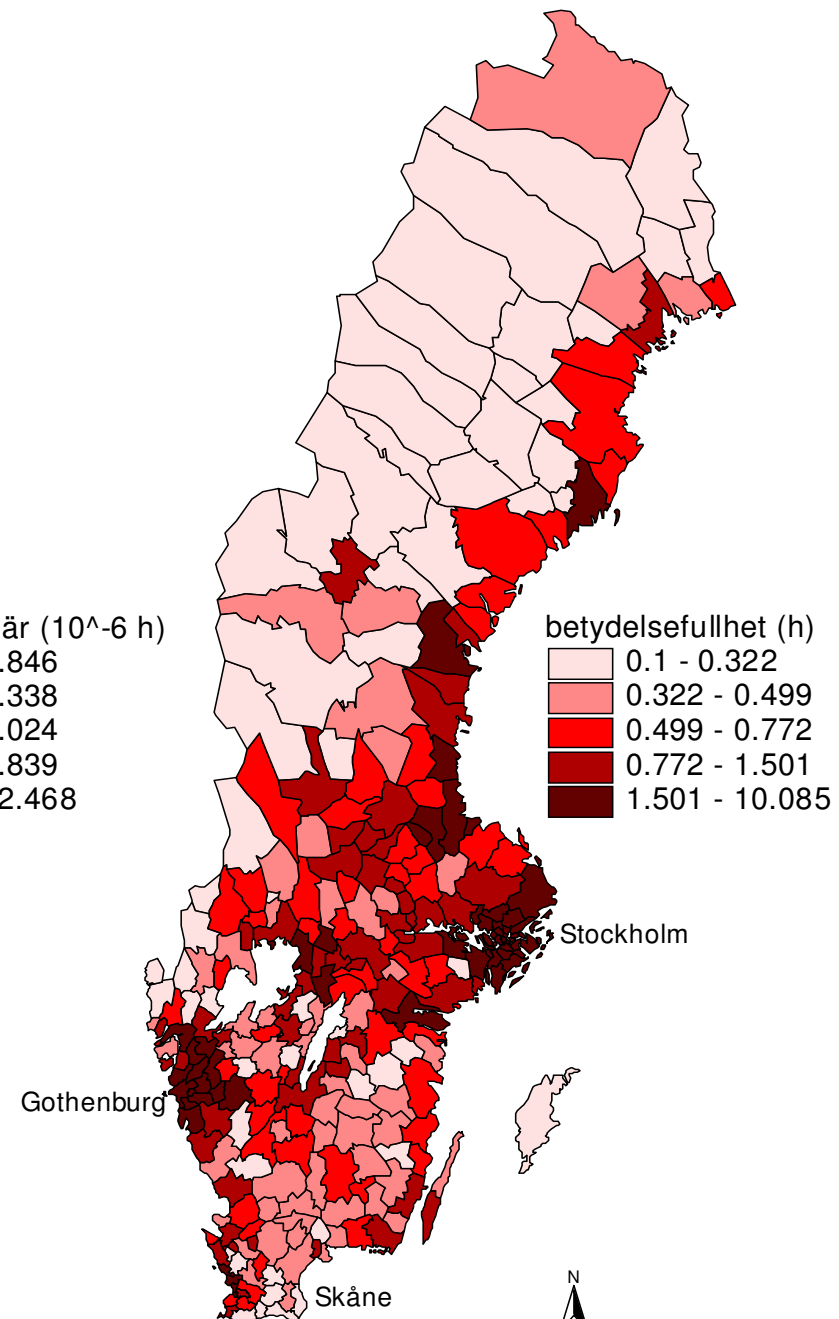 är (10^-6 h)
.846
.338
.024
.839
2.468
betydelsefullhet (h)
0.1 - 0.322
0.322 - 0.499
0.499 - 0.772
0.772 - 1.501
1.501 - 10.085
Stockholm
Gothenburg
Skåne
N